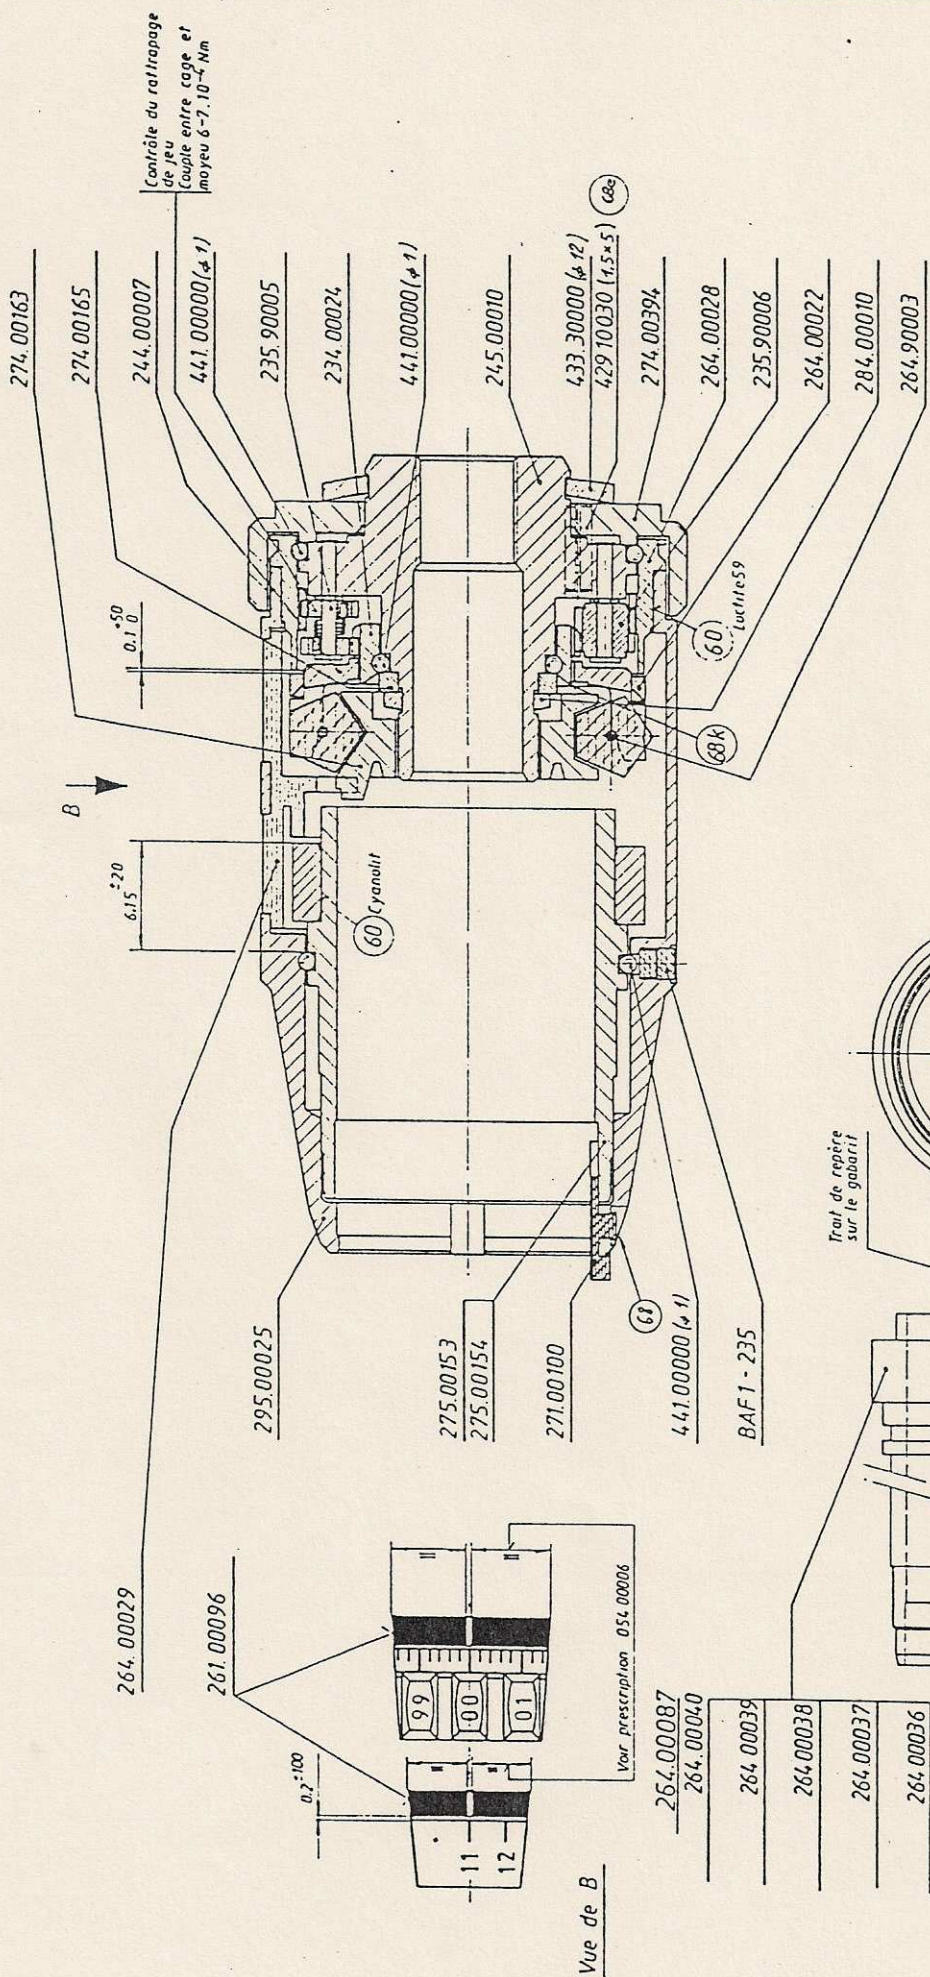 Contrôle du rattrapage
de jeu
Couple entre cage et
moyeu 6-7.10⁻⁴ Nm
274.00163
274.00165
244.00007
441.00000 (ϕ 1)
235.90005
234.00024
441.00000 (ϕ 1)
245.00010
433.30000 (ϕ 12)
429.10030 (1.5×5)
68e
274.00394
264.00028
235.90006
264.00022
284.00010
264.90003
0.1 +50 0
B
6.15 ±20
60 Cyanolit
60
Luctite59
68k
295.00025
275.00153
275.00154
271.00100
68
441.00000 (ϕ 1)
BAF1 - 235
Trait de repère
sur le gabarit
264.00029
261.00096
0.2 ±100
99
00
01
11
12
Voir prescription 054.00006
Vue de B
264.00087
264.00040
264.00039
264.00038
264.00037
264.00036